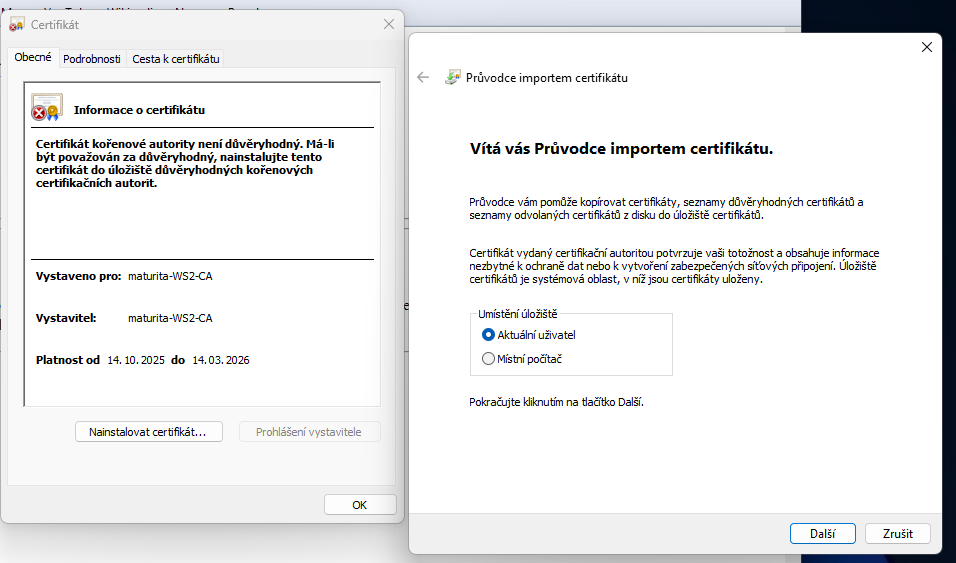 Certifikát
Obecné
Podrobnosti
Cesta k certifikátu
Informace o certifikátu
Certifikát kořenové autority není důvěryhodný. Má-li
být považován za důvěryhodný, nainstalujte tento
certifikát do úložiště důvěryhodných kořenových
certifikačních autorit.
Vystaveno pro: maturita-WS2-CA
Vystavitel: maturita-WS2-CA
Platnost od 14.10.2025 do 14.03.2026
Nainstalovat certifikát...
Prohlášení vystavitele
OK
Průvodce importem certifikátu
Vítá vás Průvodce importem certifikátu.
Průvodce vám pomůže kopírovat certifikáty, seznamy důvěryhodných certifikátů a
seznamy odvolaných certifikátů z disku do úložiště certifikátů.
Certifikát vydaný certifikační autoritou potvrzuje vaši totožnost a obsahuje informace
nezbytné k ochraně dat nebo k vytvoření zabezpečených síťových připojení. Úložiště
certifikátů je systémová oblast, v níž jsou certifikáty uloženy.
Umístění úložiště
Aktuální uživatel
Místní počítač
Pokračujte kliknutím na tlačítko Další.
Další
Zrušit